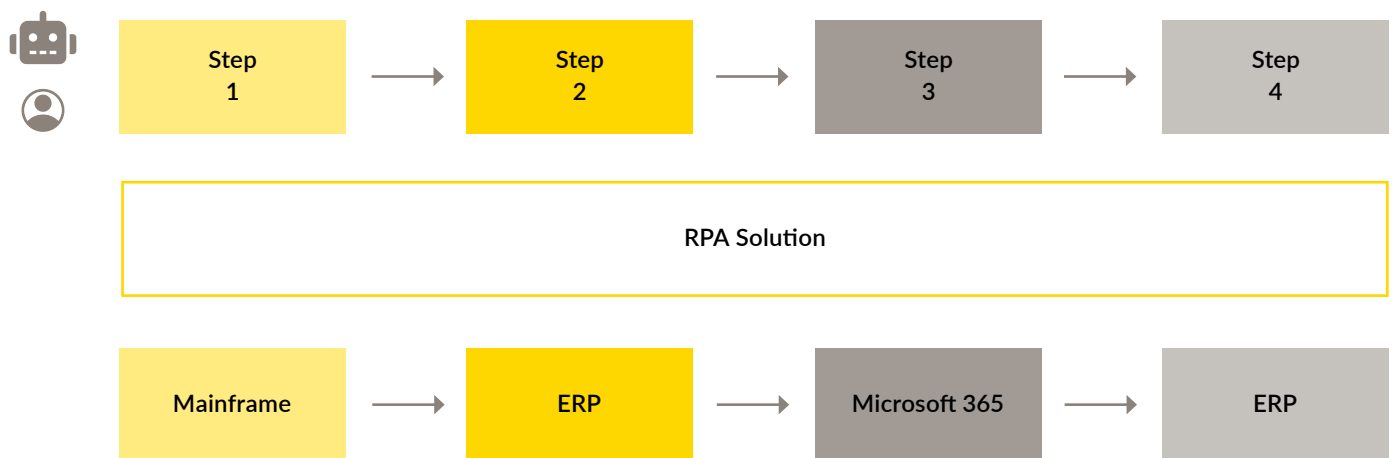 Step
1
Step
2
Step
3
Step
4
RPA Solution
Mainframe
ERP
Microsoft 365
ERP